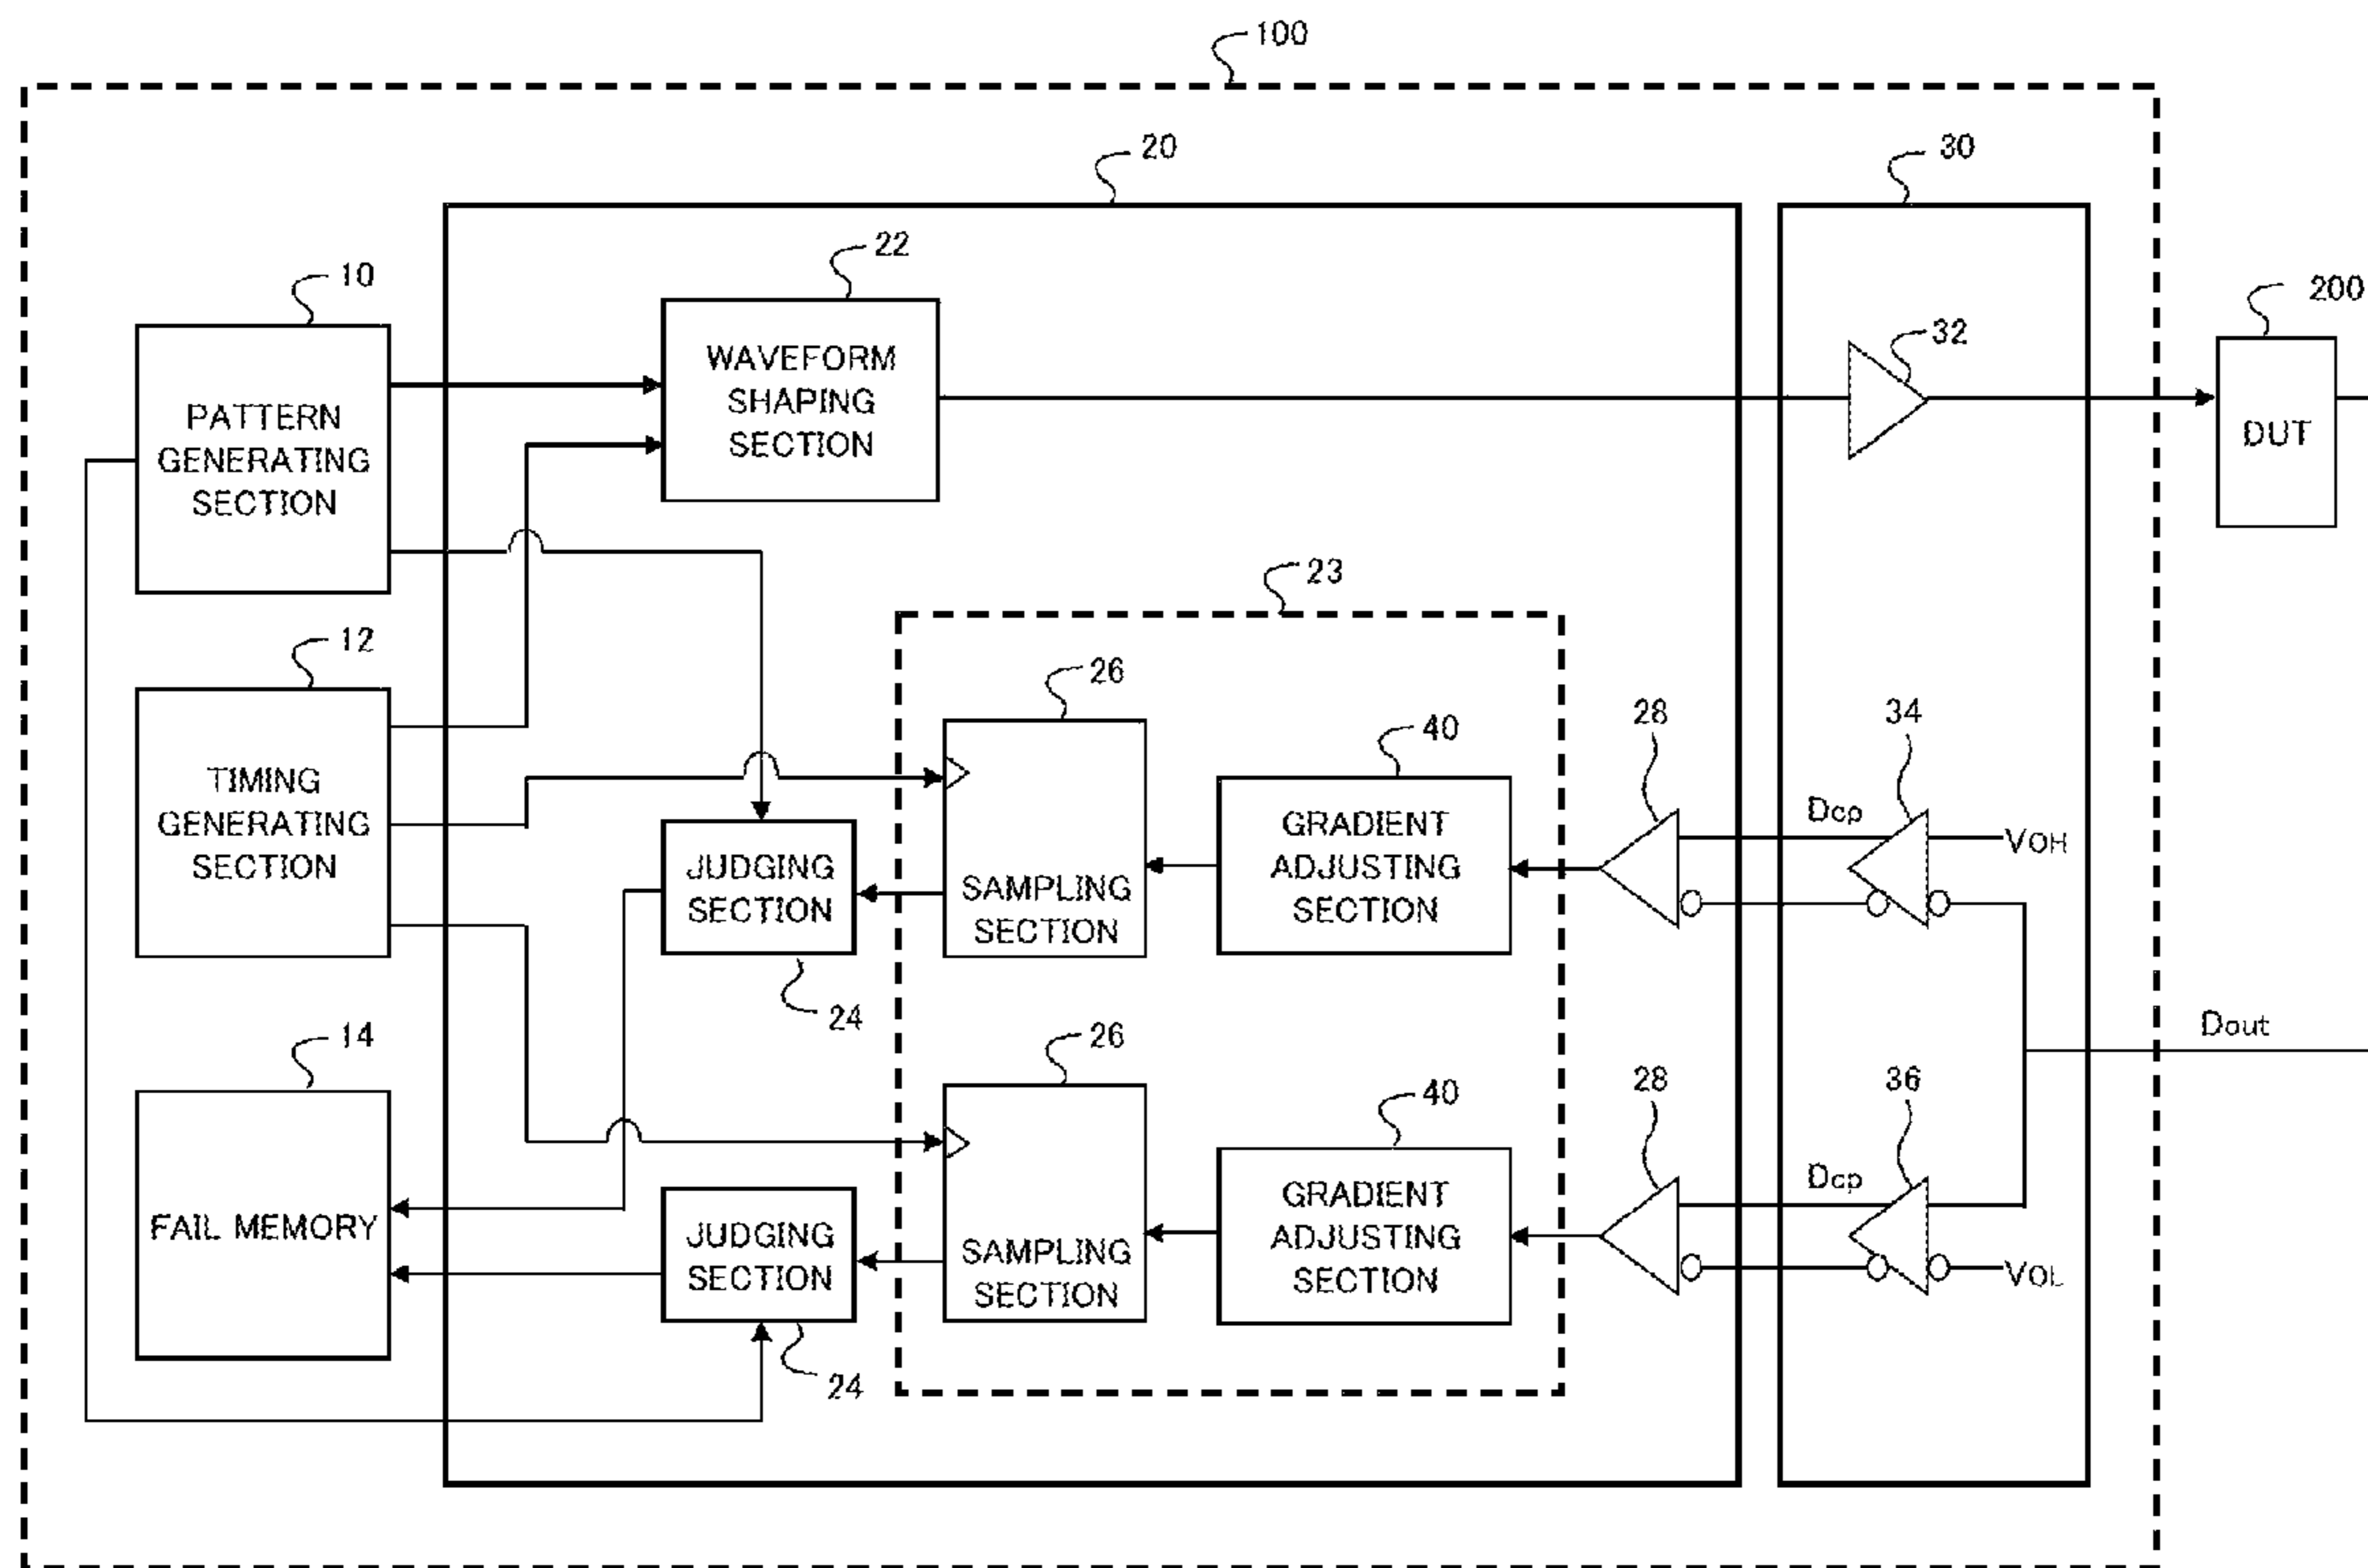 100
20
30
22
10
200
32
WAVEFORM
SHAPING
SECTION
PATTERN
GENERATING
SECTION
DUT
23
12
26
28
34
40
TIMING
GENERATING
SECTION
Dcp
VOH
GRADIENT
ADJUSTING
SECTION
JUDGING
SECTION
SAMPLING
SECTION
24
Dout
14
26
28
36
40
Dcp
GRADIENT
ADJUSTING
SECTION
FAIL MEMORY
JUDGING
SECTION
SAMPLING
SECTION
VOL
24